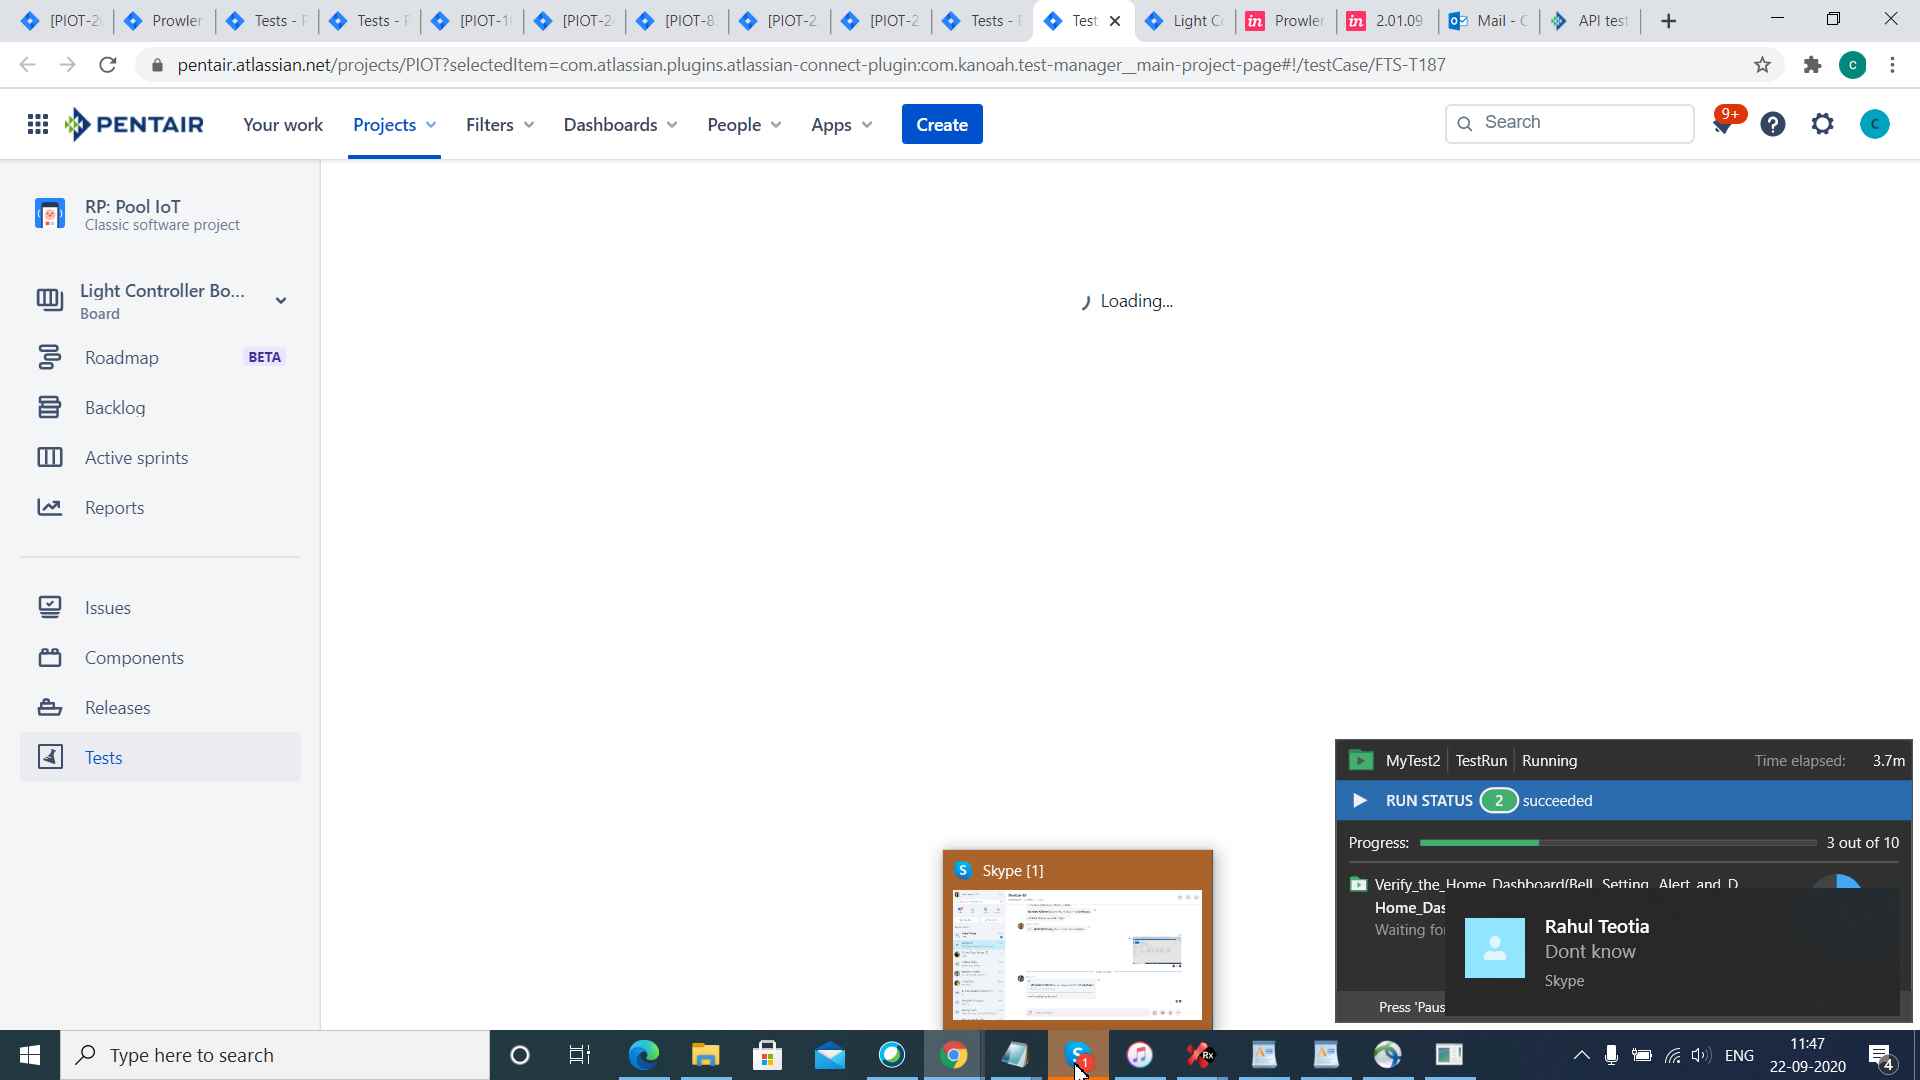 [PIOT-2
Prowler
Tests - P
Tests - P
[PIOT-1
[PIOT-2
[PIOT-8
[PIOT-2
[PIOT-2
Tests -
Test
Light Co
Prowler
2.01.09
Mail - C
API test
pentair.atlassian.net/projects/PIOT?selectedItem=com.atlassian.plugins.atlassian-connect-plugin:com.kanoah.test-manager__main-project-page#!/testCase/FTS-T187
C
PENTAIR
Your work
Projects
Filters
Dashboards
People
Apps
Create
Search
9+
C
RP: Pool IoT
Classic software project
Light Controller Bo...
Board
Roadmap
BETA
Backlog
Active sprints
Reports
Issues
Components
Releases
Tests
Loading...
MyTest2
TestRun
Running
Time elapsed:
3.7m
RUN STATUS
2
succeeded
Progress:
3 out of 10
Verify_the_Home_Dashboard(Bell_Setting_Alert_and_D
Home_Das
Waiting for
Press 'Paus
Rahul Teotia
Dont know
Skype
Skype [1]
Type here to search
1
ENG
11:47
22-09-2020
4